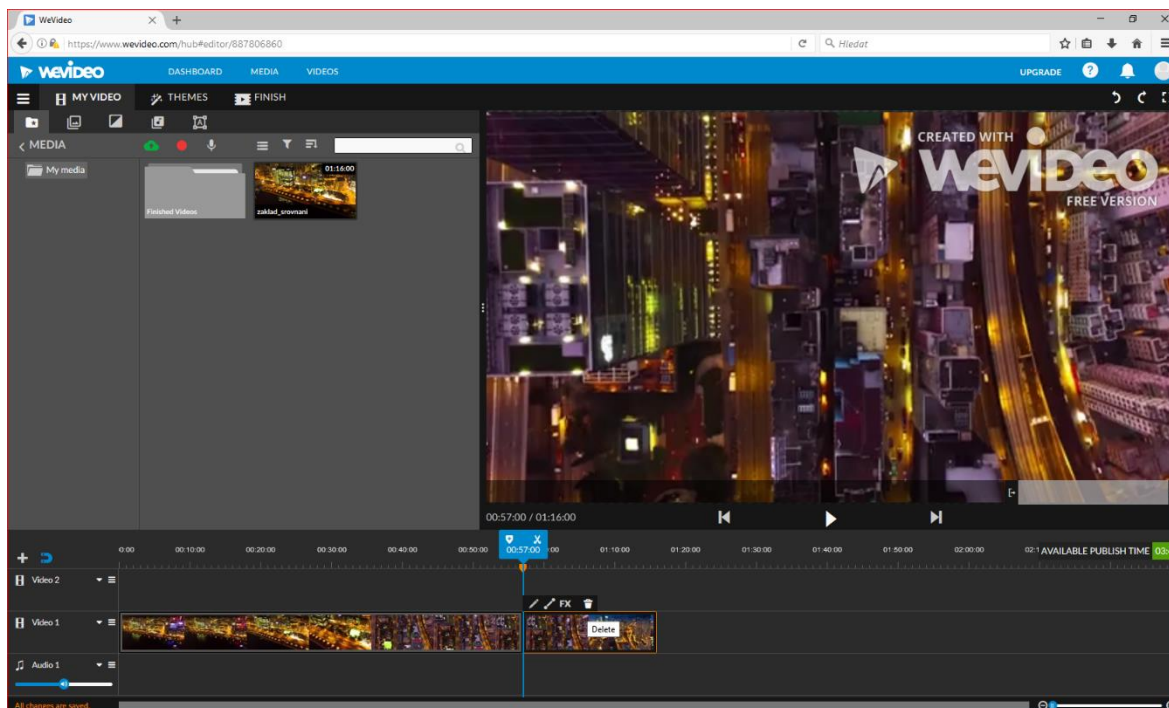 WeVideo
https://www.wevideo.com/hub#editor/887806860
Hledat
WEVIDEO
DASHBOARD MEDIA VIDEOS
UPGRADE
MY VIDEO THEMES FINISH
MEDIA
My media
Finished Videos
01:16:00
zaklad_srovnani
CREATED WITH
WEVIDEO
FREE VERSION
00:57:00 / 01:16:00
0:00 00:10:00 00:20:00 00:30:00 00:40:00 00:50:00 00:57:00 01:10:00 01:20:00 01:30:00 01:40:00 01:50:00 02:00:00
AVAILABLE PUBLISH TIME
Video 2
FX
Video 1
Delete
Audio 1
All changes are saved